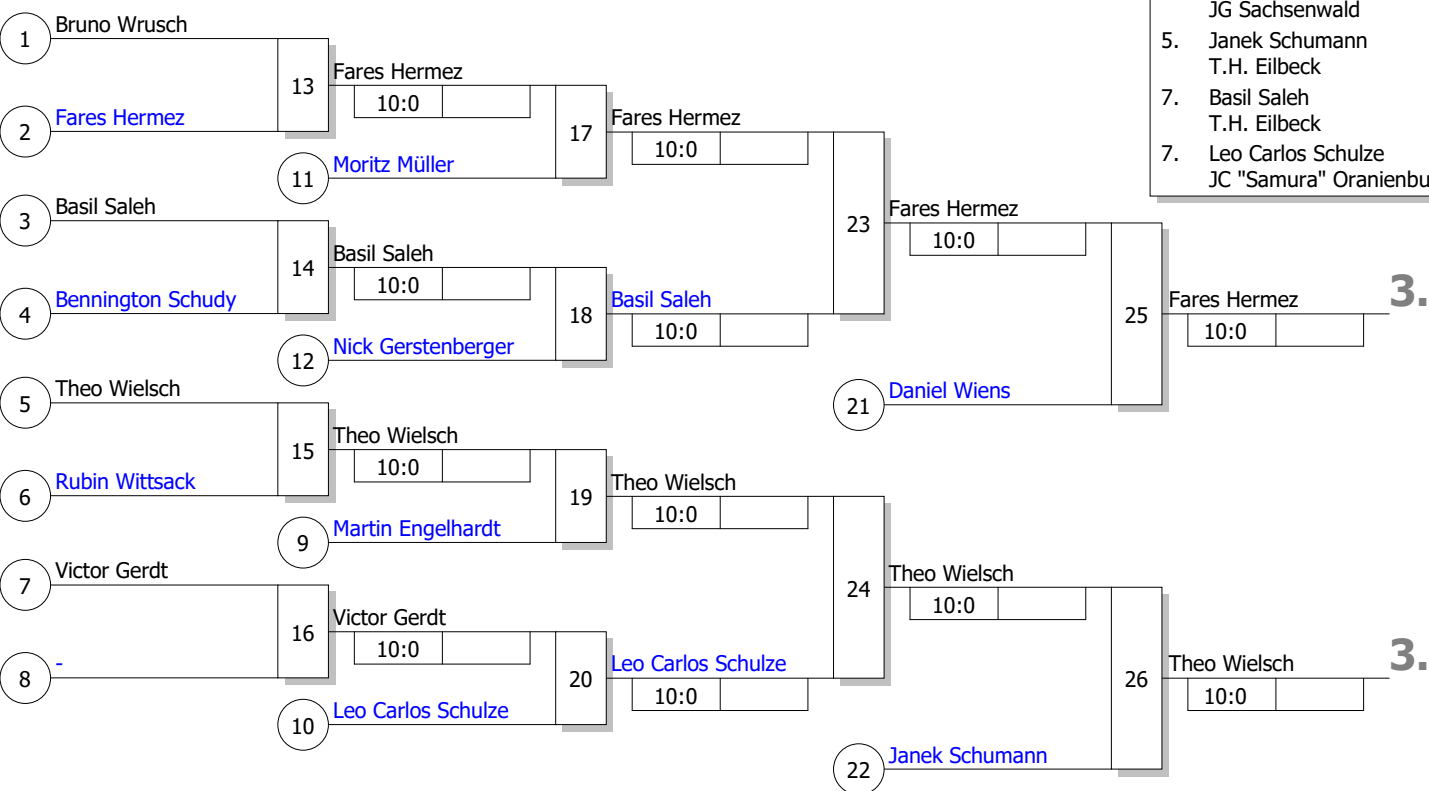 JG Sachsenwald
5. Janek Schumann
T.H. Eilbeck
7. Basil Saleh
T.H. Eilbeck
7. Leo Carlos Schulze
JC "Samura" Oranienbu
1 Bruno Wrusch
13 Fares Hermez
10:0
2 Fares Hermez
17 Fares Hermez
10:0
11 Moritz Müller
3 Basil Saleh
23 Fares Hermez
10:0
14 Basil Saleh
10:0
4 Bennington Schudy
18 Basil Saleh
10:0
25 Fares Hermez 3.
10:0
12 Nick Gerstenberger
5 Theo Wielsch
21 Daniel Wiens
15 Theo Wielsch
10:0
6 Rubin Wittsack
19 Theo Wielsch
10:0
9 Martin Engelhardt
7 Victor Gerdt
24 Theo Wielsch
10:0
16 Victor Gerdt
10:0
8 -
20 Leo Carlos Schulze
10:0
26 Theo Wielsch 3.
10:0
10 Leo Carlos Schulze
22 Janek Schumann